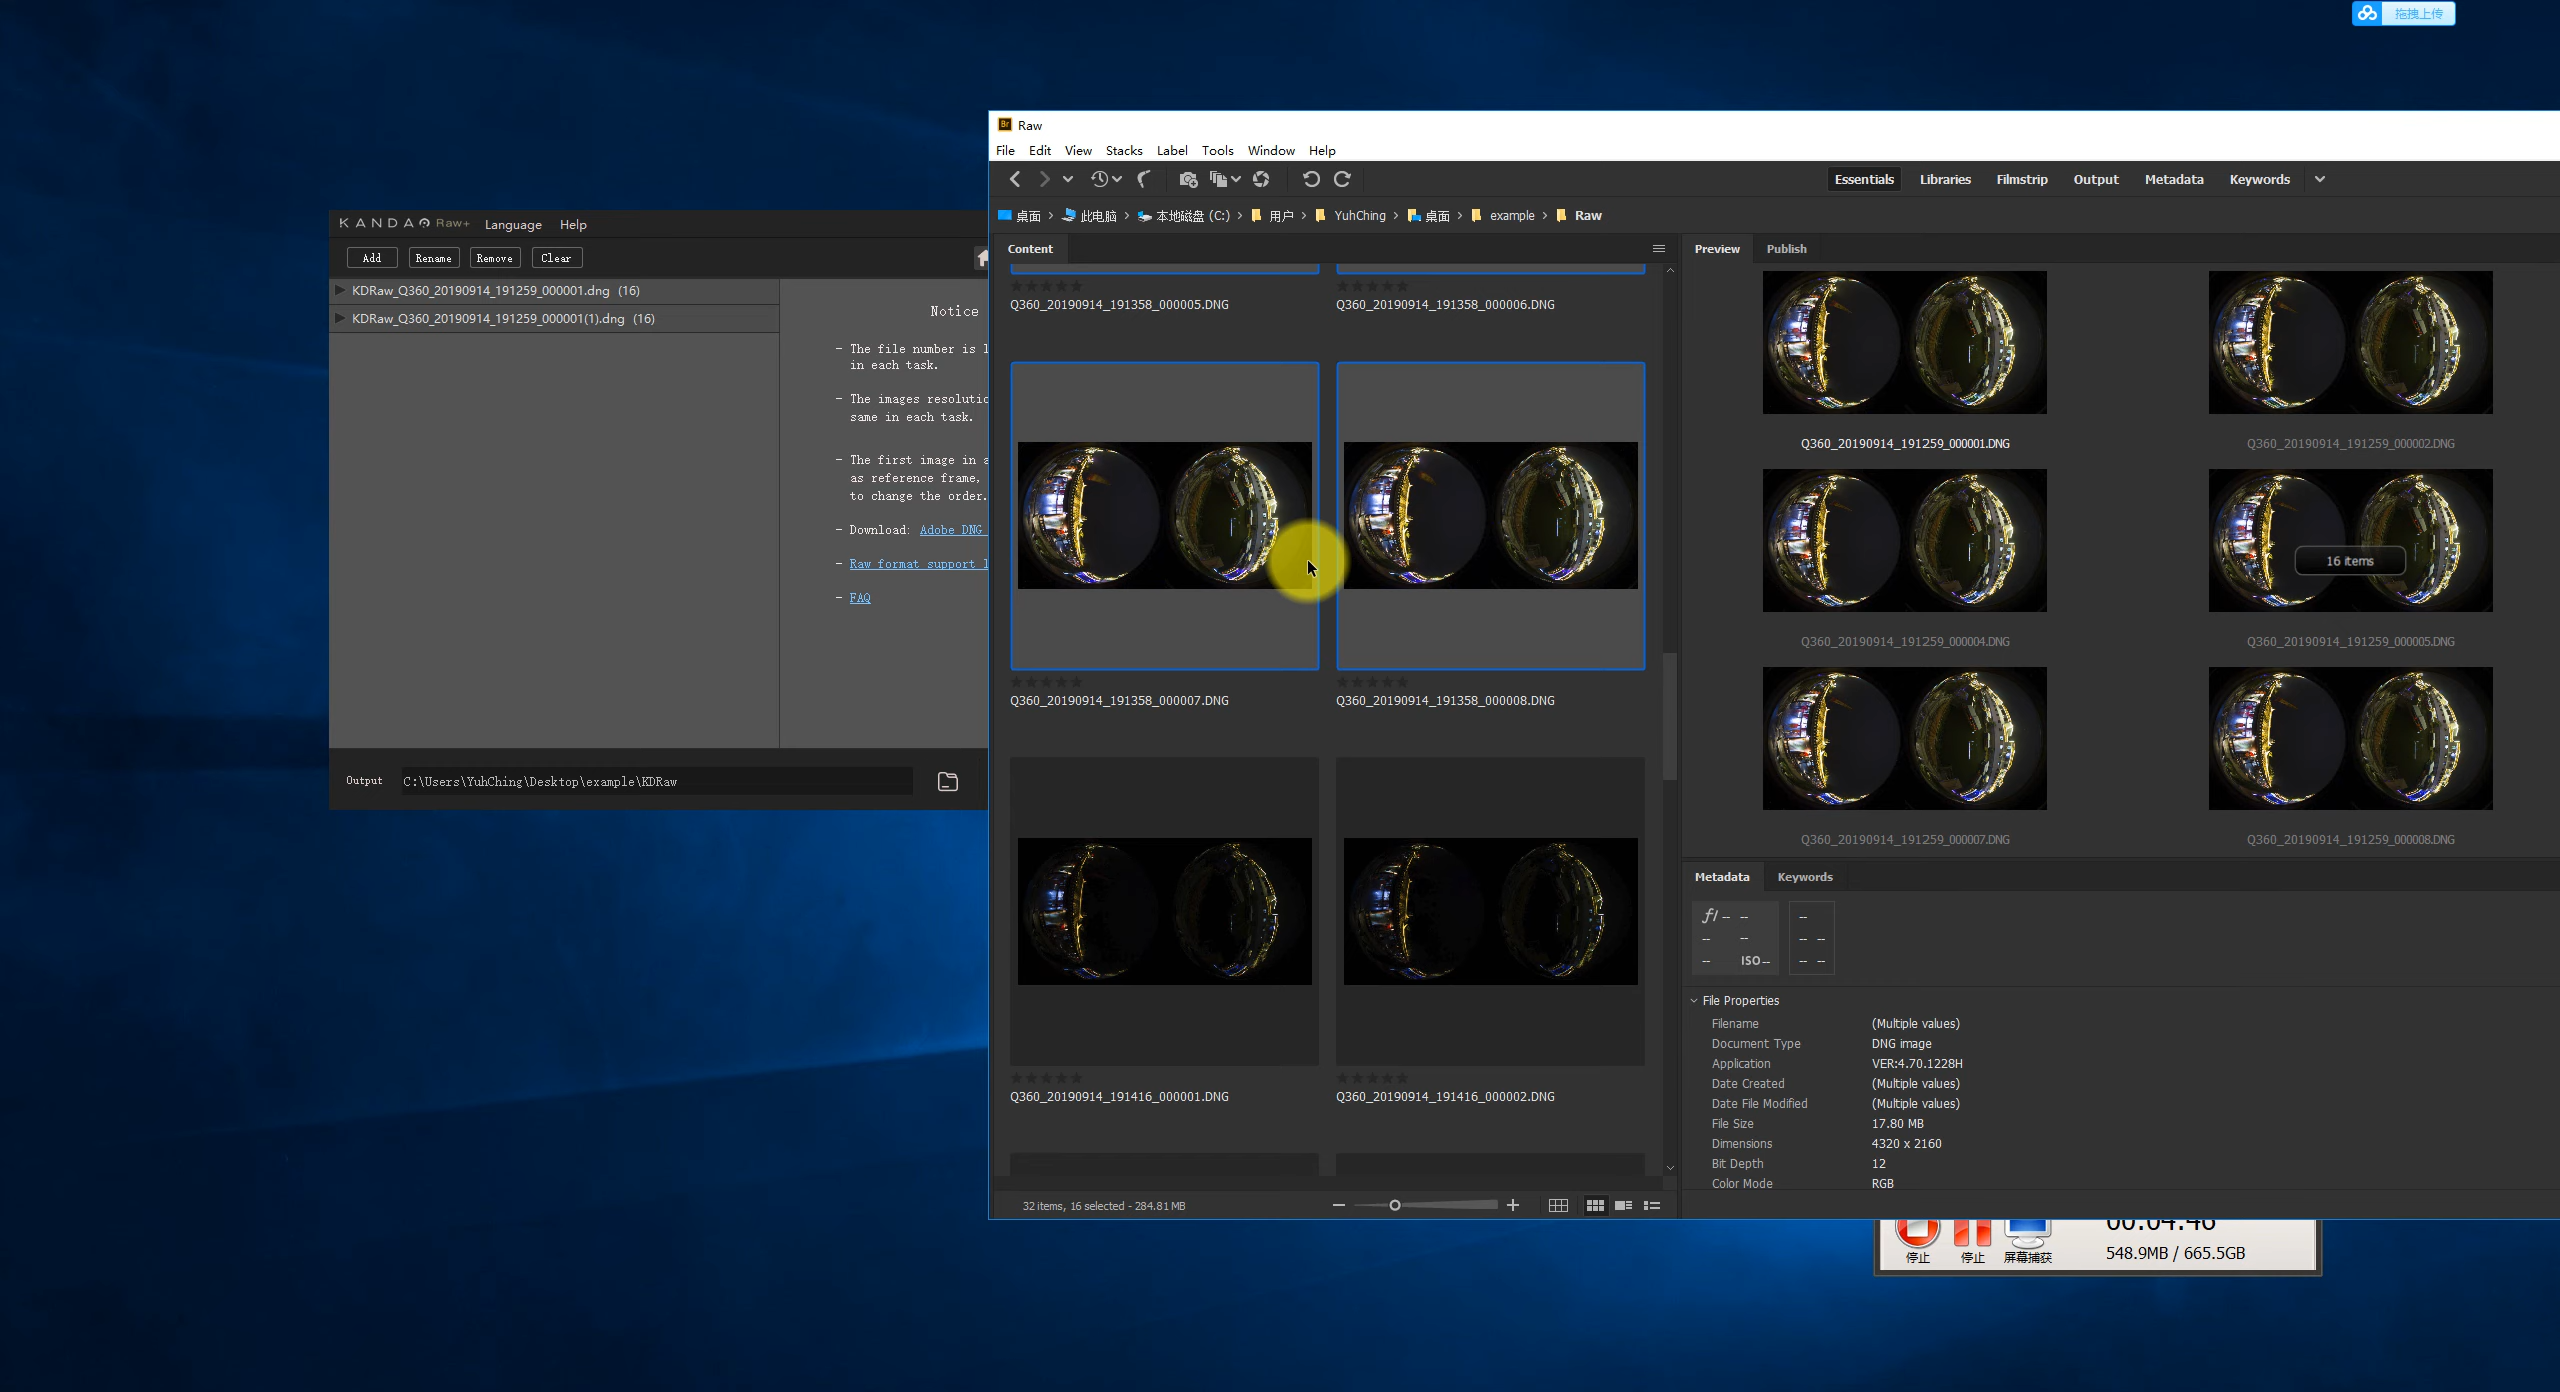 拖拽上传
Raw
File Edit View Stacks Label Tools Window Help
Essentials Libraries Filmstrip Output Metadata Keywords
桌面 › 此电脑 › 本地磁盘 (C:) › 用户 › YuhChing › 桌面 › example › Raw
KANDAO Raw+ Language Help
Add Rename Remove Clear
KDRaw_Q360_20190914_191259_000001.dng (16)
KDRaw_Q360_20190914_191259_000001(1).dng (16)
Notice
- The file number is
in each task.
- The images
same in each task.
- The first image in
as reference frame,
to change the order.
- Download: Adobe DNG
- Raw format support
- FAQ
Output C:\Users\YuhChing\Desktop\example\KDRaw
Content
Q360_20190914_191358_000005.DNG Q360_20190914_191358_000006.DNG
Q360_20190914_191358_000007.DNG Q360_20190914_191358_000008.DNG
Q360_20190914_191416_000001.DNG Q360_20190914_191416_000002.DNG
32 items, 16 selected - 284.81 MB
Preview Publish
Q360_20190914_191259_000001.DNG Q360_20190914_191259_000002.DNG
16 items
Q360_20190914_191259_000004.DNG Q360_20190914_191259_000005.DNG
Q360_20190914_191259_000007.DNG Q360_20190914_191259_000008.DNG
Metadata Keywords
f/ -- -- --
-- -- -- --
-- ISO -- -- --
File Properties
Filename (Multiple values)
Document Type DNG image
Application VER:4.70.1228H
Date Created (Multiple values)
Date File Modified (Multiple values)
File Size 17.80 MB
Dimensions 4320 x 2160
Bit Depth 12
Color Mode RGB
00:04:46
停止 停止 屏幕捕获 548.9MB / 665.5GB